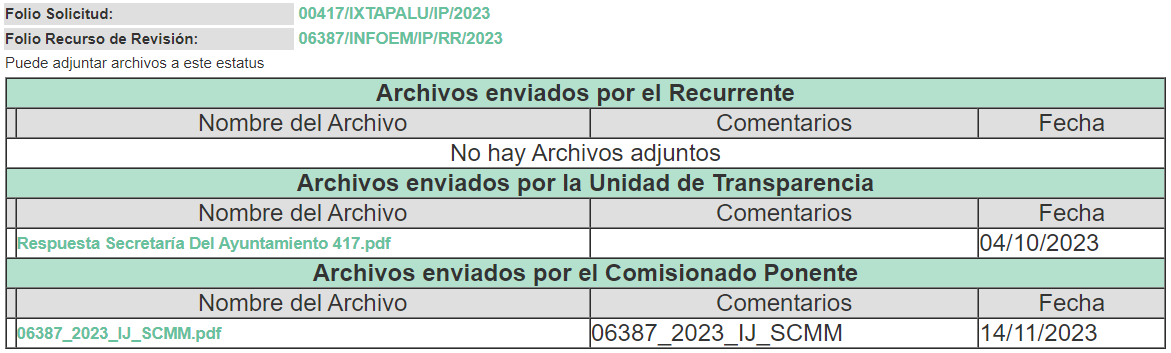 Folio Solicitud: 00417/IXTAPALU/IP/2023
Folio Recurso de Revisión: 06387/INFOEM/IP/RR/2023
Puede adjuntar archivos a este estatus
Archivos enviados por el Recurrente
Nombre del Archivo Comentarios Fecha
No hay Archivos adjuntos
Archivos enviados por la Unidad de Transparencia
Nombre del Archivo Comentarios Fecha
Respuesta Secretaría Del Ayuntamiento 417.pdf 04/10/2023
Archivos enviados por el Comisionado Ponente
Nombre del Archivo Comentarios Fecha
06387_2023_IJ_SCMM.pdf 06387_2023_IJ_SCMM 14/11/2023